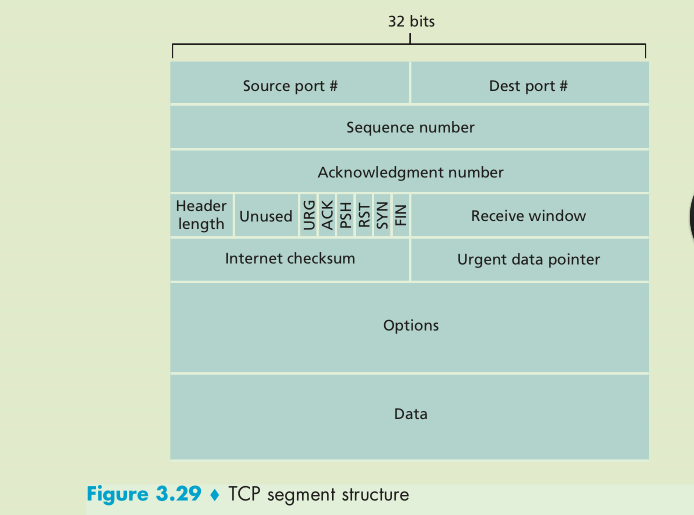 32 bits
Source port #
Dest port #
Sequence number
Acknowledgment number
Header
length
Unused
URG
ACK
PSH
RST
SYN
FIN
Receive window
Internet checksum
Urgent data pointer
Options
Data
Figure 3.29 ♦ TCP segment structure